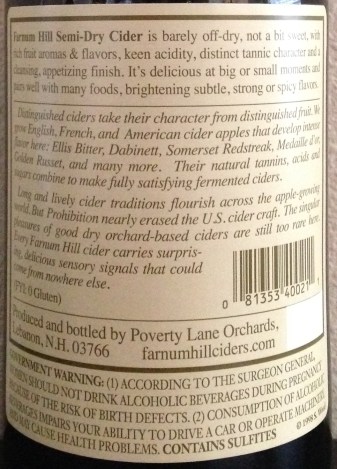 Farnum Hill Semi-Dry Cider is barely off-dry, not a bit sweet, with
rich fruit aromas & flavors, keen acidity, distinct tannic character and a
cleansing, appetizing finish. It's delicious at big or small moments and
pairs well with many foods, brightening subtle, strong or spicy flavors.
Distinguished ciders take their character from distinguished fruit. We
grow English, French, and American cider apples that develop intense
flavor here: Ellis Bitter, Dabinett, Somerset Redstreak, Medaille d'or,
Golden Russet, and many more. Their natural tannins, acids and
sugars combine to make fully satisfying fermented ciders.
Long and lively cider traditions flourish across the apple-growing
world. But Prohibition nearly erased the U.S. cider craft. The singular
pleasures of good dry orchard-based ciders are still too rare here.
Every Farnum Hill cider carries surpris-
ing, delicious sensory signals that could
come from nowhere else.
(FYI: 0 Gluten)
0 81353 40021 1
Produced and bottled by Poverty Lane Orchards,
Lebanon, N.H. 03766 farnumhillciders.com
GOVERNMENT WARNING: (1) ACCORDING TO THE SURGEON GENERAL,
WOMEN SHOULD NOT DRINK ALCOHOLIC BEVERAGES DURING PREGNANCY
BECAUSE OF THE RISK OF BIRTH DEFECTS. (2) CONSUMPTION OF ALCOHOLIC
BEVERAGES IMPAIRS YOUR ABILITY TO DRIVE A CAR OR OPERATE MACHINERY,
AND MAY CAUSE HEALTH PROBLEMS. CONTAINS SULFITES
© 1998 S. Wood